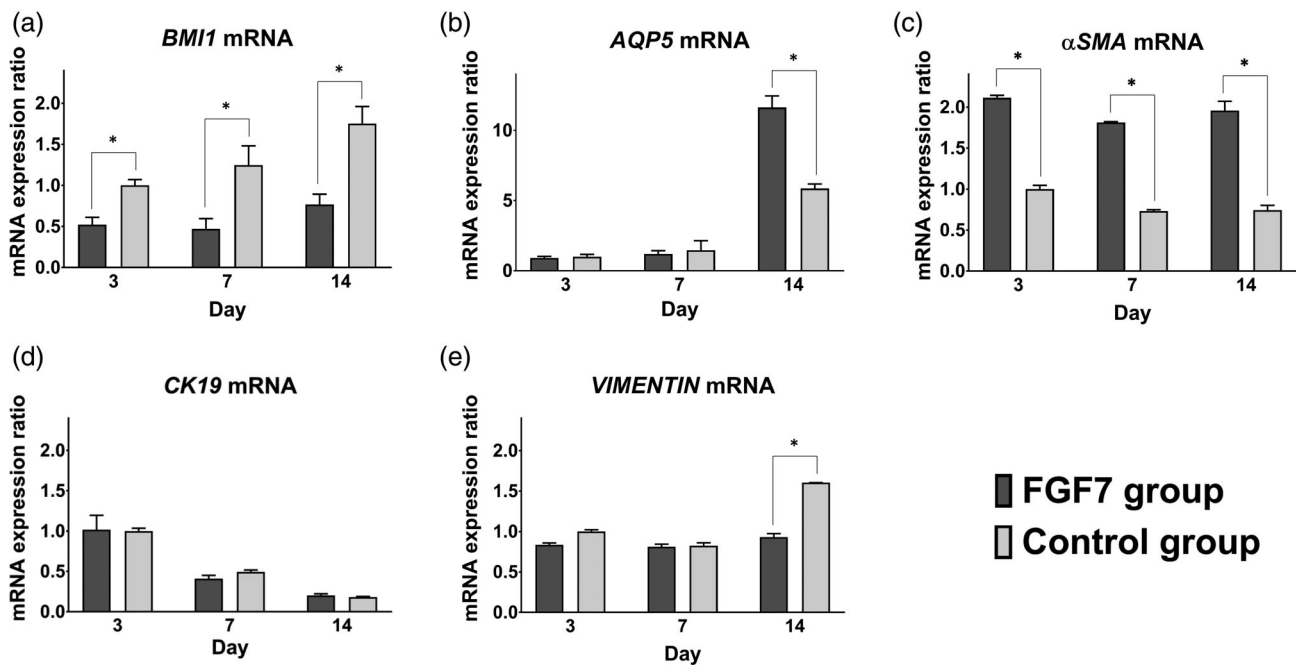 (a)
BMI1 mRNA
mRNA expression ratio
2.0
1.5
1.0
0.5
0.0
* * *
3 7 14
Day
(b)
AQP5 mRNA
mRNA expression ratio
10
5
0
*
3 7 14
Day
(c)
αSMA mRNA
mRNA expression ratio
2.0
1.5
1.0
0.5
0.0
* * *
3 7 14
Day
(d)
CK19 mRNA
mRNA expression ratio
2.0
1.5
1.0
0.5
0.0
3 7 14
Day
(e)
VIMENTIN mRNA
mRNA expression ratio
2.0
1.5
1.0
0.5
0.0
*
3 7 14
Day
FGF7 group
Control group